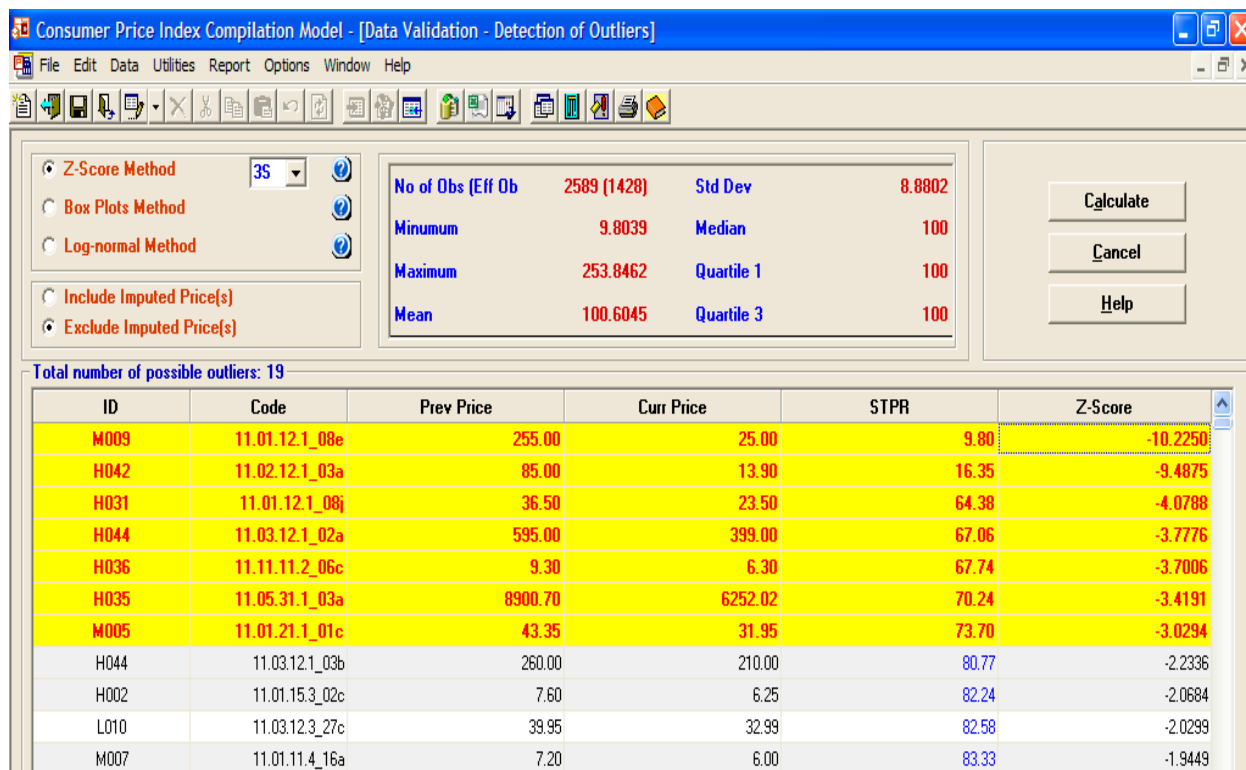 Consumer Price Index Compilation Model - [Data Validation - Detection of Outliers]
File Edit Data Utilities Report Options Window Help
Z-Score Method 3S
Box Plots Method
Log-normal Method
Include Imputed Price(s)
Exclude Imputed Price(s)
No of Obs (Eff Ob 2589 (1428) Std Dev 8.8802
Minumum 9.8039 Median 100
Maximum 253.8462 Quartile 1 100
Mean 100.6045 Quartile 3 100
Calculate
Cancel
Help
Total number of possible outliers: 19
ID Code Prev Price Curr Price STPR Z-Score
M009 11.01.12.1_08e 255.00 25.00 9.80 -10.2250
H042 11.02.12.1_03a 85.00 13.90 16.35 -9.4875
H031 11.01.12.1_08j 36.50 23.50 64.38 -4.0788
H044 11.03.12.1_02a 595.00 399.00 67.06 -3.7776
H036 11.11.11.2_06c 9.30 6.30 67.74 -3.7006
H035 11.05.31.1_03a 8900.70 6252.02 70.24 -3.4191
M005 11.01.21.1_01c 43.35 31.95 73.70 -3.0294
H044 11.03.12.1_03b 260.00 210.00 80.77 -2.2336
H002 11.01.15.3_02c 7.60 6.25 82.24 -2.0684
L010 11.03.12.3_27c 39.95 32.99 82.58 -2.0299
M007 11.01.11.4_16a 7.20 6.00 83.33 -1.9449